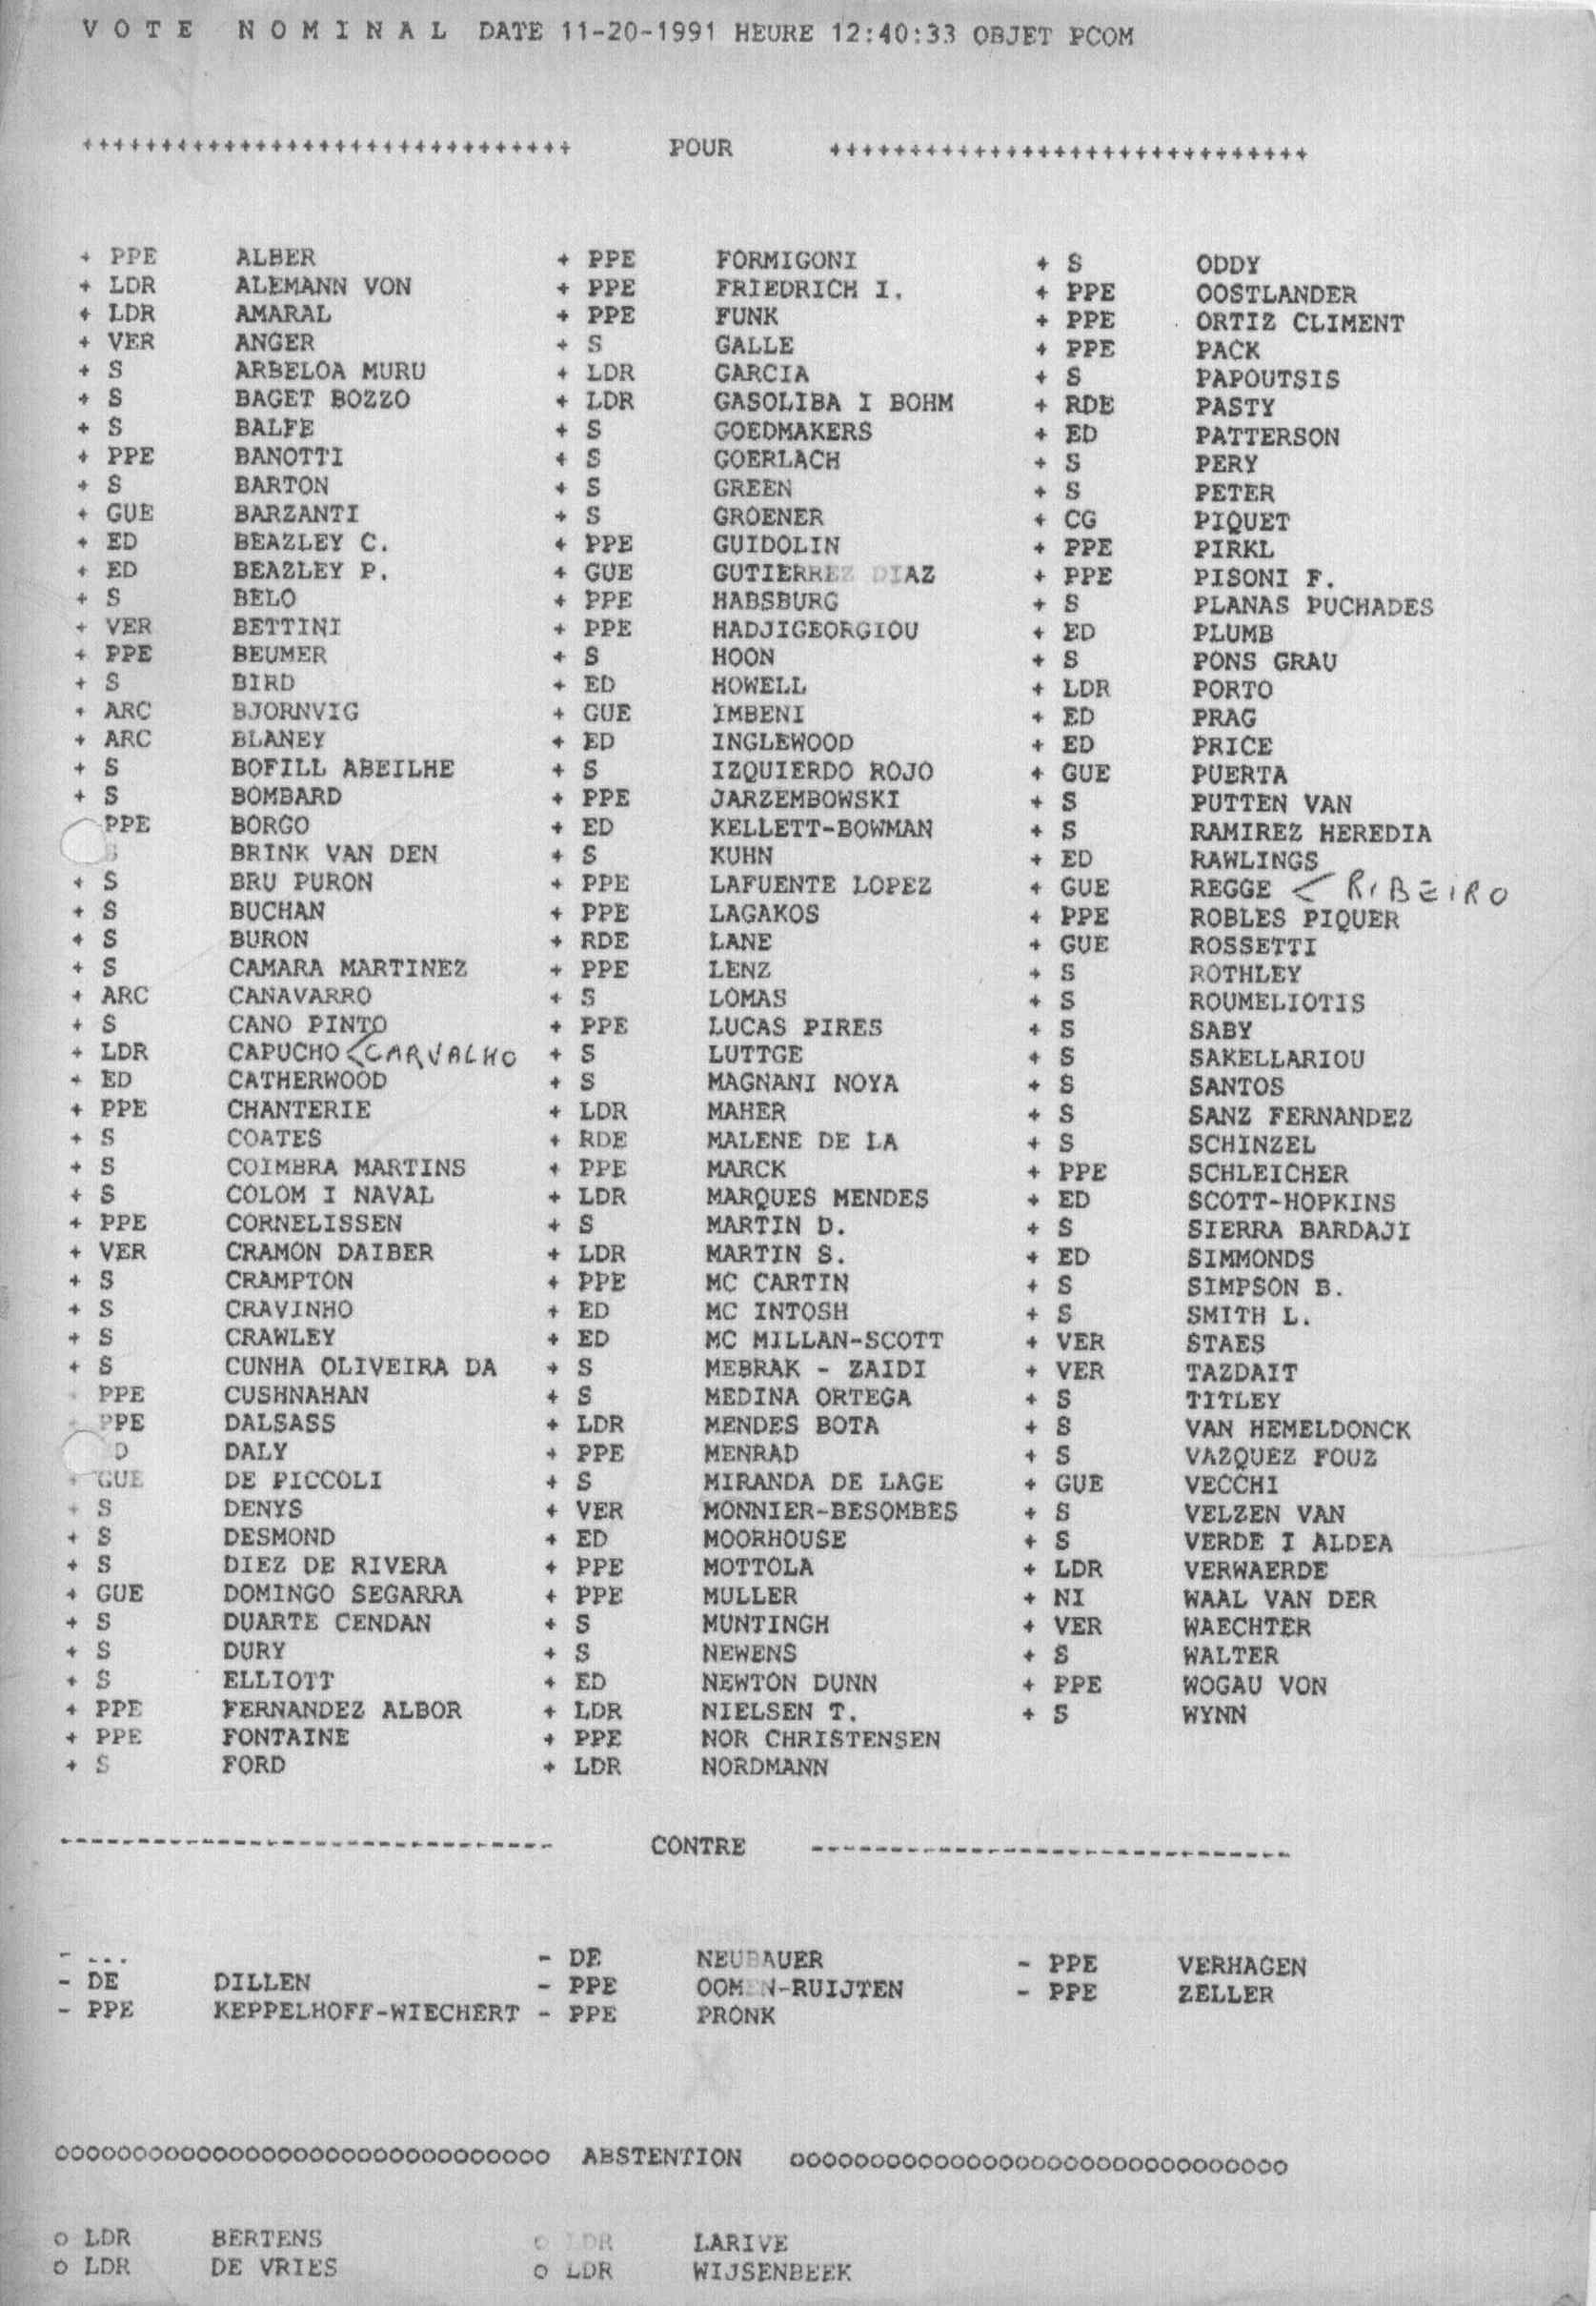 VOTE NOMINAL DATE 11-20-1991 HEURE 12:40:33 OBJET PCOM
+++++++++++++++++++++++++++++++ POUR +++++++++++++++++++++++++++++++
+ PPE ALBER
+ LDR ALEMANN VON
+ LDR AMARAL
+ VER ANGER
+ S ARBELOA MURU
+ S BAGET BOZZO
+ S BALFE
+ PPE BANOTTI
+ S BARTON
+ GUE BARZANTI
+ ED BEAZLEY C.
+ ED BEAZLEY P.
+ S BELO
+ VER BETTINI
+ PPE BEUMER
+ S BIRD
+ ARC BJORNVIG
+ ARC BLANEY
+ S BOFILL ABEILHE
+ S BOMBARD
PPE BORGO
S BRINK VAN DEN
+ S BRU PURON
+ S BUCHAN
+ S BURON
+ S CAMARA MARTINEZ
+ ARC CANAVARRO
+ S CANO PINTO
+ LDR CAPUCHO < CARVALHO
+ ED CATHERWOOD
+ PPE CHANTERIE
+ S COATES
+ S COIMBRA MARTINS
+ S COLOM I NAVAL
+ PPE CORNELISSEN
+ VER CRAMON DAIBER
+ S CRAMPTON
+ S CRAVINHO
+ S CRAWLEY
+ S CUNHA OLIVEIRA DA
+ PPE CUSHNAHAN
+ PPE DALSASS
D DALY
+ GUE DE PICCOLI
+ S DENYS
+ S DESMOND
+ S DIEZ DE RIVERA
+ GUE DOMINGO SEGARRA
+ S DUARTE CENDAN
+ S DURY
+ S ELLIOTT
+ PPE FERNANDEZ ALBOR
+ PPE FONTAINE
+ S FORD
+ PPE FORMIGONI
+ PPE FRIEDRICH I.
+ PPE FUNK
+ S GALLE
+ LDR GARCIA
+ LDR GASOLIBA I BOHM
+ S GOEDMAKERS
+ S GOERLACH
+ S GREEN
+ S GROENER
+ PPE GUIDOLIN
+ GUE GUTIERREZ DIAZ
+ PPE HABSBURG
+ PPE HADJIGEORGIOU
+ S HOON
+ ED HOWELL
+ GUE IMBENI
+ ED INGLEWOOD
+ S IZQUIERDO ROJO
+ PPE JARZEMBOWSKI
+ ED KELLETT-BOWMAN
+ S KUHN
+ PPE LAFUENTE LOPEZ
+ PPE LAGAKOS
+ RDE LANE
+ PPE LENZ
+ S LOMAS
+ PPE LUCAS PIRES
+ S LUTTGE
+ S MAGNANI NOYA
+ LDR MAHER
+ RDE MALENE DE LA
+ PPE MARCK
+ LDR MARQUES MENDES
+ S MARTIN D.
+ LDR MARTIN S.
+ PPE MC CARTIN
+ ED MC INTOSH
+ ED MC MILLAN-SCOTT
+ S MEBRAK - ZAIDI
+ S MEDINA ORTEGA
+ LDR MENDES BOTA
+ PPE MENRAD
+ S MIRANDA DE LAGE
+ VER MONNIER-BESOMBES
+ ED MOORHOUSE
+ PPE MOTTOLA
+ PPE MULLER
+ S MUNTINGH
+ S NEWENS
+ ED NEWTON DUNN
+ LDR NIELSEN T.
+ PPE NOR CHRISTENSEN
+ LDR NORDMANN
+ S ODDY
+ PPE OOSTLANDER
+ PPE ORTIZ CLIMENT
+ PPE PACK
+ S PAPOUTSIS
+ RDE PASTY
+ ED PATTERSON
+ S PERY
+ S PETER
+ CG PIQUET
+ PPE PIRKL
+ PPE PISONI F.
+ S PLANAS PUCHADES
+ ED PLUMB
+ S PONS GRAU
+ LDR PORTO
+ ED PRAG
+ ED PRICE
+ GUE PUERTA
+ S PUTTEN VAN
+ S RAMIREZ HEREDIA
+ ED RAWLINGS
+ GUE REGGE < RIBEIRO
+ PPE ROBLES PIQUER
+ GUE ROSSETTI
+ S ROTHLEY
+ S ROUMELIOTIS
+ S SABY
+ S SAKELLARIOU
+ S SANTOS
+ S SANZ FERNANDEZ
+ S SCHINZEL
+ PPE SCHLEICHER
+ ED SCOTT-HOPKINS
+ S SIERRA BARDAJI
+ ED SIMMONDS
+ S SIMPSON B.
+ S SMITH L.
+ VER STAES
+ VER TAZDAIT
+ S TITLEY
+ S VAN HEMELDONCK
+ S VAZQUEZ FOUZ
+ GUE VECCHI
+ S VELZEN VAN
+ S VERDE I ALDEA
+ LDR VERWAERDE
+ NI WAAL VAN DER
+ VER WAECHTER
+ S WALTER
+ PPE WOGAU VON
+ S WYNN
------------------------------- CONTRE -------------------------------
- ...
- DE DILLEN
- PPE KEPPELHOFF-WIECHERT
- DE NEUBAUER
- PPE OOMEN-RUIJTEN
- PPE PRONK
- PPE VERHAGEN
- PPE ZELLER
ooooooooooooooooooooooooooooooo ABSTENTION ooooooooooooooooooooooooooooooo
o LDR BERTENS
o LDR DE VRIES
o LDR LARIVE
o LDR WIJSENBEEK